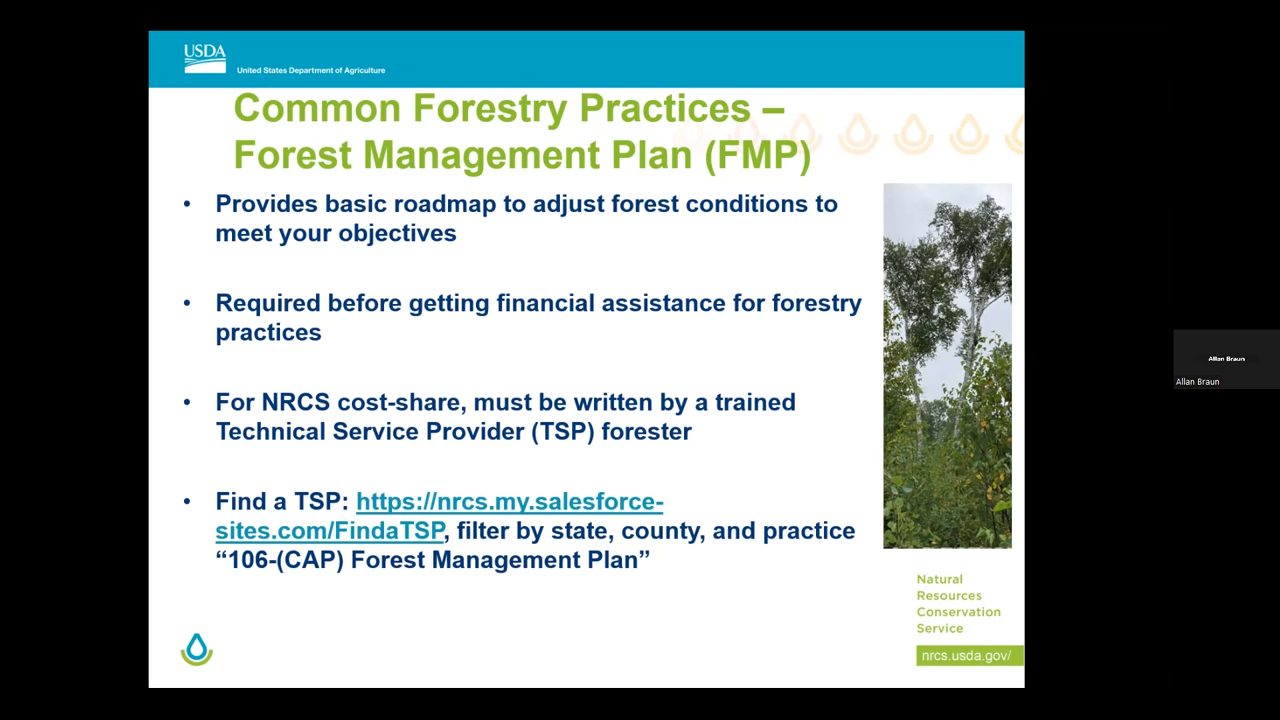 USDA
United States Department of Agriculture
Common Forestry Practices –
Forest Management Plan (FMP)
• Provides basic roadmap to adjust forest conditions to
meet your objectives
• Required before getting financial assistance for forestry
practices
• For NRCS cost-share, must be written by a trained
Technical Service Provider (TSP) forester
• Find a TSP: https://nrcs.my.salesforce-
sites.com/FindaTSP, filter by state, county, and practice
“106-(CAP) Forest Management Plan”
Natural
Resources
Conservation
Service
nrcs.usda.gov/
Allan Braun
Allan Braun